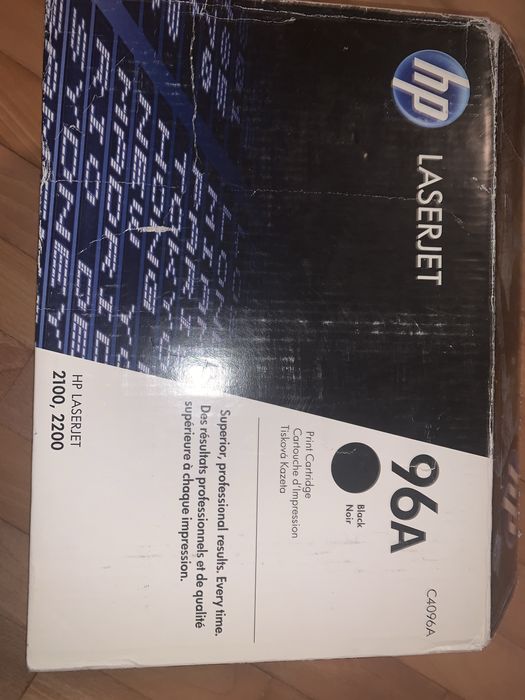 hp
LASERJET
96A
C4096A
Black
Noir
Print Cartridge
Cartouche d'Impression
Tisková Kazeta
Superior, professional results. Every time.
Des résultats professionnels et de qualité
supérieure à chaque impression.
HP LASERJET
2100, 2200